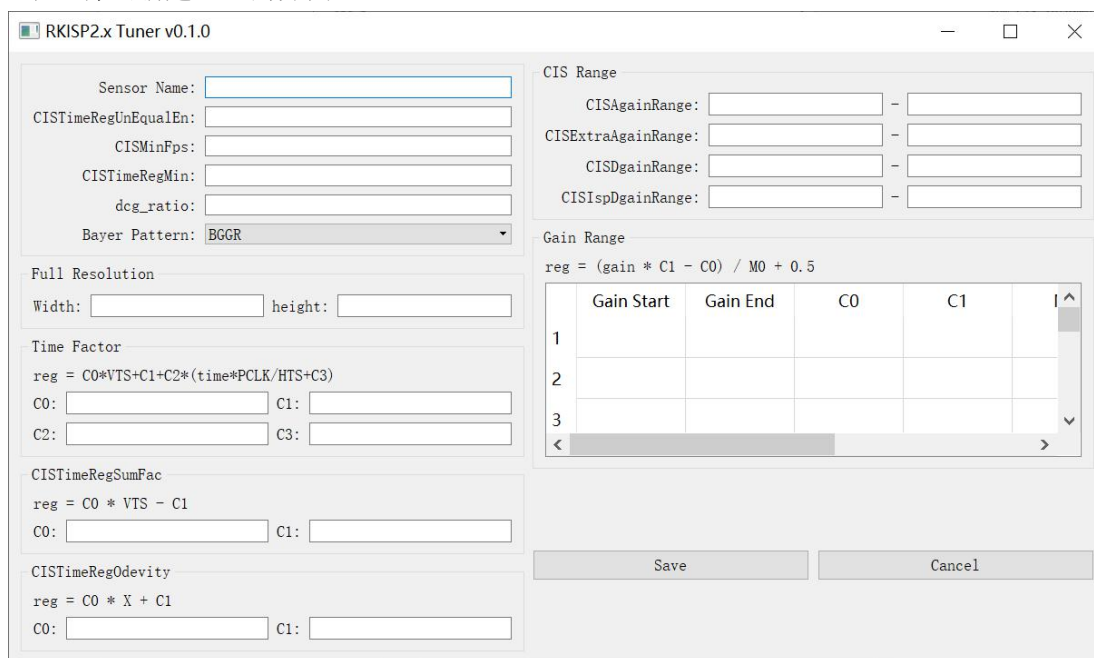 RKISP2.x Tuner v0.1.0
Sensor Name:
CISTimeRegUnEqualEn:
CISMinFps:
CISTimeRegMin:
dcg_ratio:
Bayer Pattern: BGGR
Full Resolution
Width: height:
Time Factor
reg = C0*VTS+C1+C2*(time*PCLK/HTS+C3)
C0: C1:
C2: C3:
CISTimeRegSumFac
reg = C0 * VTS - C1
C0: C1:
CISTimeRegOdevity
reg = C0 * X + C1
C0: C1:
CIS Range
CISAgainRange: -
CISExtraAgainRange: -
CISDgainRange: -
CISIspDgainRange: -
Gain Range
reg = (gain * C1 - C0) / M0 + 0.5
Gain Start Gain End C0 C1
1
2
3
Save Cancel